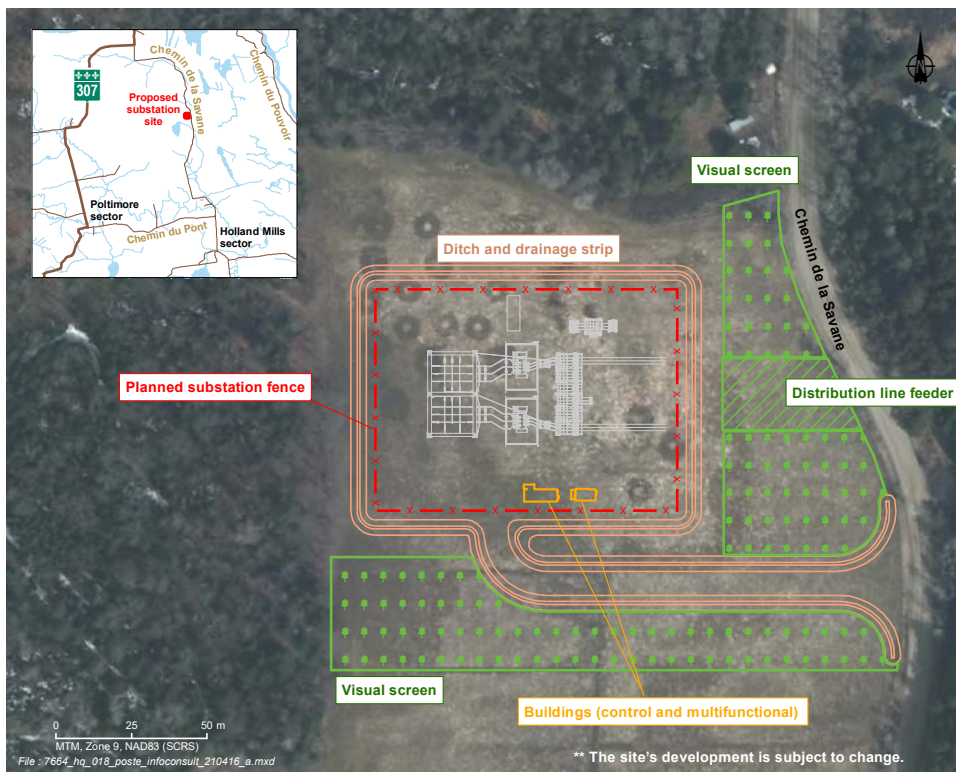 Chemin de la Savane
Chemin du Pouvoir
307
Proposed
substation
site
Poltimore
sector
Chemin du Pont
Holland Mills
sector
N
Visual screen
Chemin de la Savane
Ditch and drainage strip
Planned substation fence
Distribution line feeder
Visual screen
Buildings (control and multifunctional)
0 25 50 m
MTM, Zone 9, NAD83 (SCRS)
File : 7664_hq_018_poste_infoconsult_210416_a.mxd
** The site's development is subject to change.